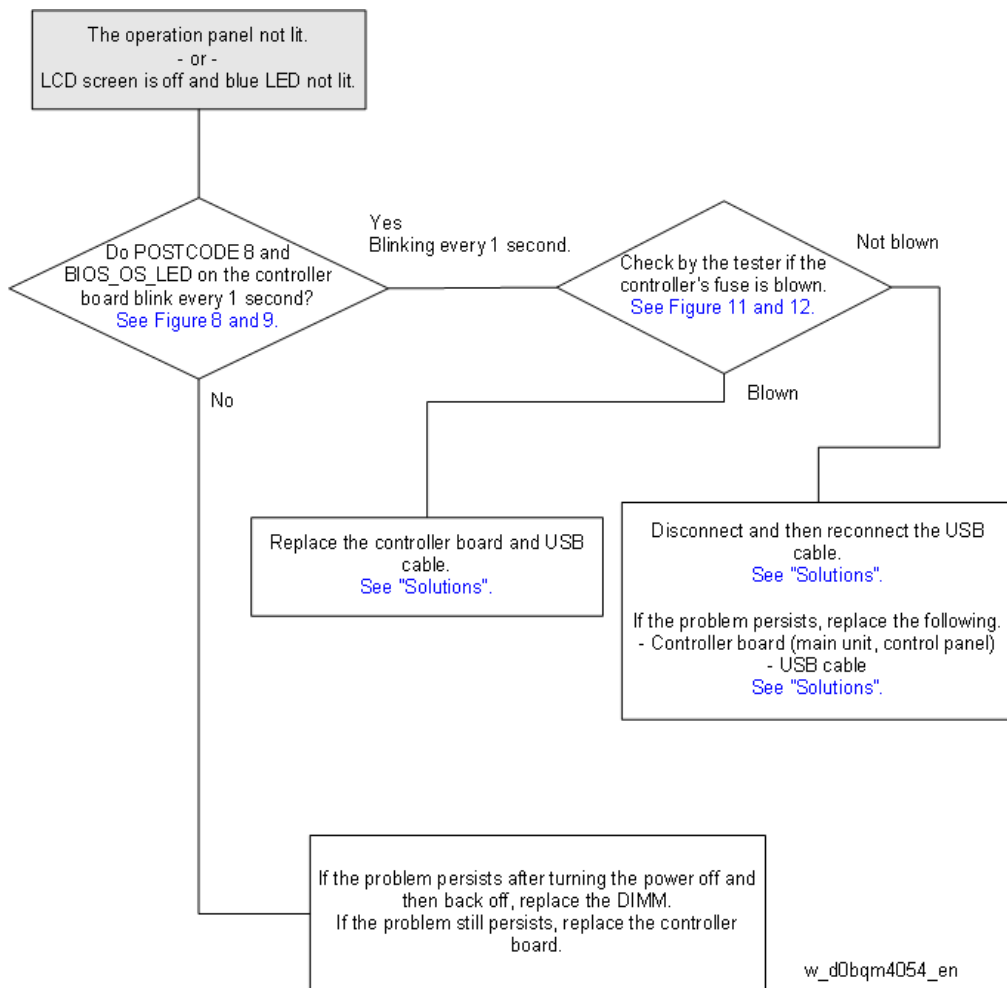 The operation panel not lit.
- or -
LCD screen is off and blue LED not lit.
Do POSTCODE 8 and
BIOS_OS_LED on the controller
board blink every 1 second?
See Figure 8 and 9.
Yes
Blinking every 1 second.
Check by the tester if the
controller's fuse is blown.
See Figure 11 and 12.
Not blown
No
Blown
Replace the controller board and USB
cable.
See "Solutions".
Disconnect and then reconnect the USB
cable.
See "Solutions".
If the problem persists, replace the following.
- Controller board (main unit, control panel)
- USB cable
See "Solutions".
If the problem persists after turning the power off and
then back off, replace the DIMM.
If the problem still persists, replace the controller
board.
w_d0bqm4054_en